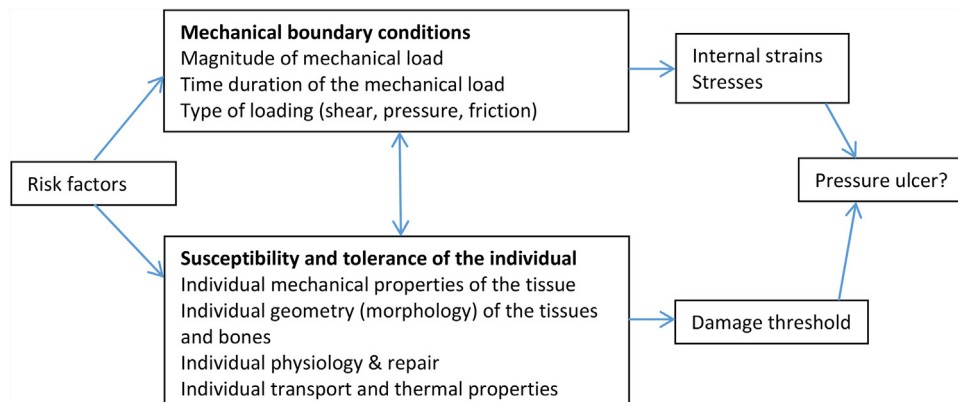 Mechanical boundary conditions
Magnitude of mechanical load
Time duration of the mechanical load
Type of loading (shear, pressure, friction)
Internal strains
Stresses
Risk factors
Pressure ulcer?
Susceptibility and tolerance of the individual
Individual mechanical properties of the tissue
Individual geometry (morphology) of the tissues
and bones
Individual physiology & repair
Individual transport and thermal properties
Damage threshold